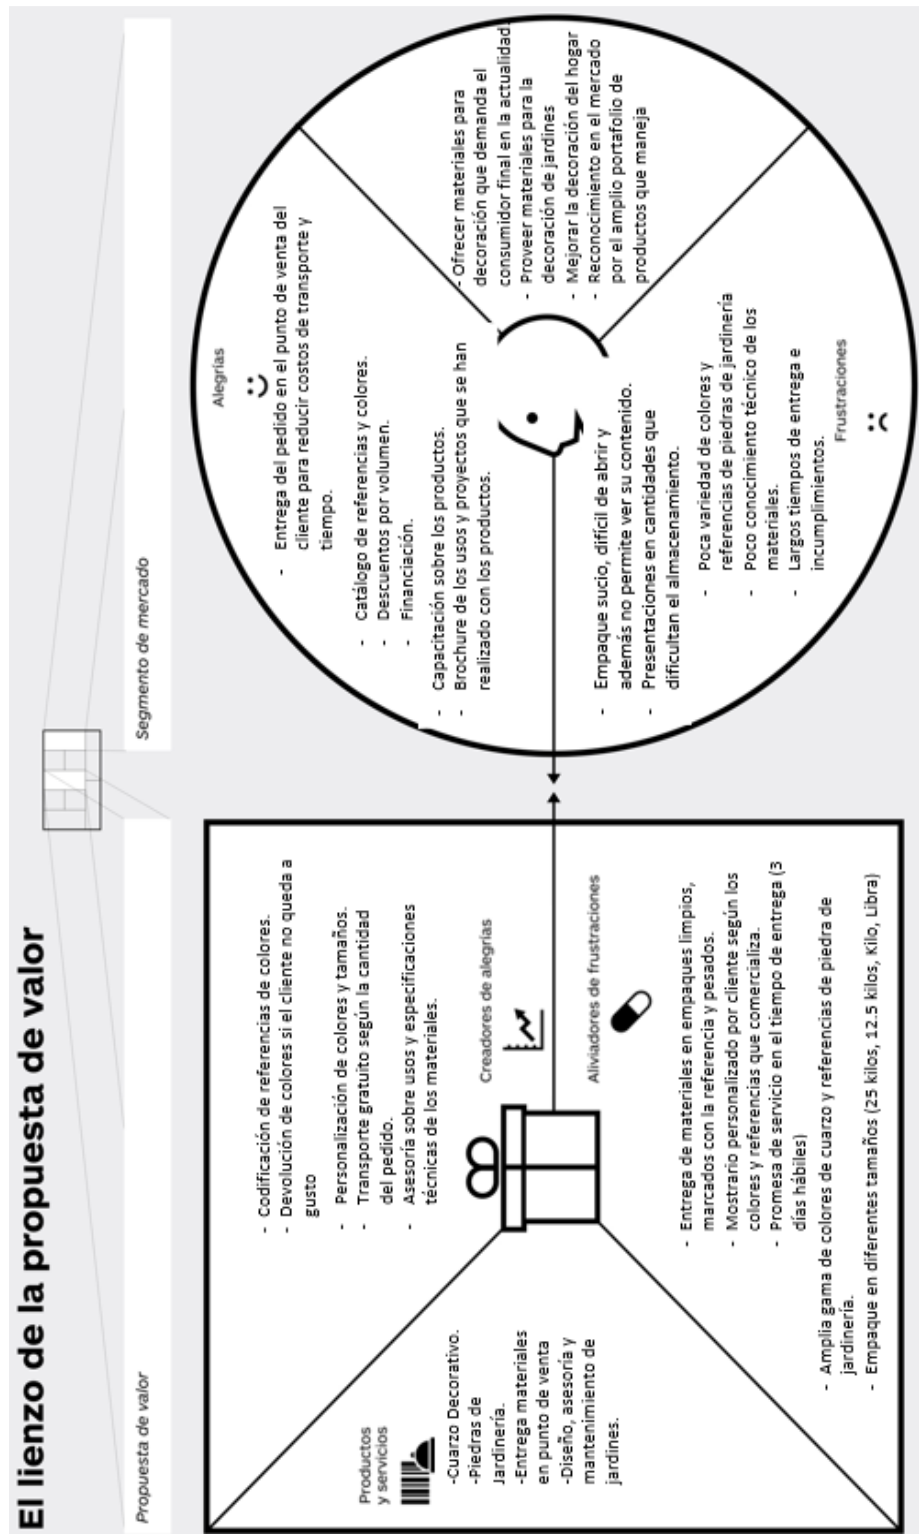 El lienzo de la propuesta de valor
Propuesta de valor
Segmento de mercado
- Codificación de referencias de colores.
- Devolución de colores si el cliente no queda a
gusto
- Personalización de colores y tamaños.
- Transporte gratuito según la cantidad
del pedido.
- Asesoría sobre usos y especificaciones
técnicas de los materiales.
Creadores de alegrías
Productos
y servicios
-Cuarzo Decorativo.
-Piedras de
Jardinería.
-Entrega materiales
en punto de venta
-Diseño, asesoría y
mantenimiento de
jardines.
Aliviadores de frustraciones
- Entrega de materiales en empaques limpios,
marcados con la referencia y pesados.
- Mostrario personalizado por cliente según los
colores y referencias que comercializa.
- Promesa de servicio en el tiempo de entrega (3
días hábiles)
- Amplia gama de colores de cuarzo y referencias de piedra de
jardinería.
- Empaque en diferentes tamaños (25 kilos, 12.5 kilos, Kilo, Libra)
Alegrías
- Entrega del pedido en el punto de venta del
cliente para reducir costos de transporte y
tiempo.
- Catálogo de referencias y colores.
- Descuentos por volumen.
- Financiación.
- Capacitación sobre los productos.
- Brochure de los usos y proyectos que se han
realizado con los productos.
- Ofrecer materiales para
decoración que demanda el
consumidor final en la actualidad.
- Proveer materiales para la
decoración de jardines
- Mejorar la decoración del hogar
- Reconocimiento en el mercado
por el amplio portafolio de
productos que maneja
- Empaque sucio, difícil de abrir y
además no permite ver su contenido.
- Presentaciones en cantidades que
dificultan el almacenamiento.
- Poca variedad de colores y
referencias de piedras de jardinería
- Poco conocimiento técnico de los
materiales.
- Largos tiempos de entrega e
incumplimientos.
Frustraciones